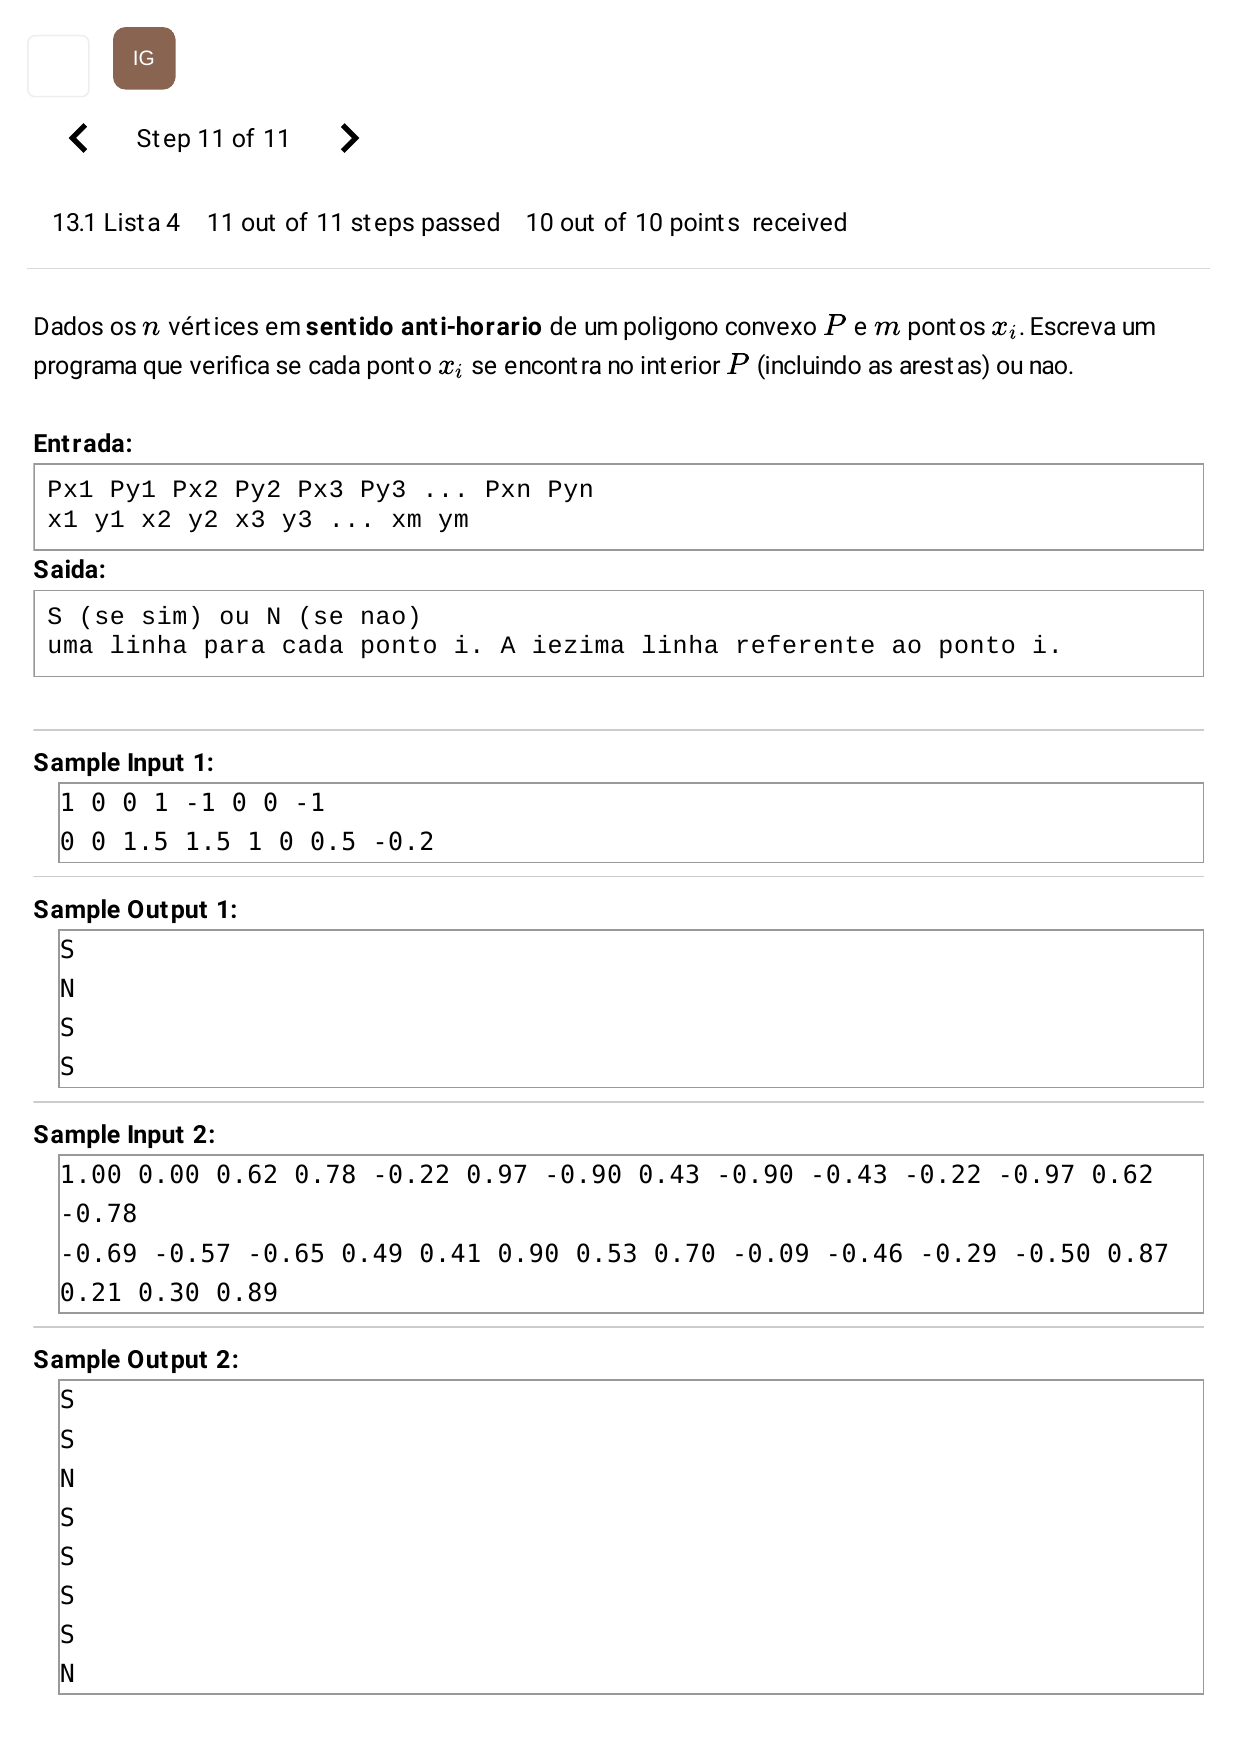 IG
Step 11 of 11
13.1 Lista 4 11 out of 11 steps passed 10 out of 10 points received
Dados os n vértices em sentido anti-horario de um poligono convexo P e m pontos x_i. Escreva um
programa que verifica se cada ponto x_i se encontra no interior P (incluindo as arestas) ou nao.
Entrada:
Px1 Py1 Px2 Py2 Px3 Py3 ... Pxn Pyn
x1 y1 x2 y2 x3 y3 ... xm ym
Saida:
S (se sim) ou N (se nao)
uma linha para cada ponto i. A iezima linha referente ao ponto i.
Sample Input 1:
1 0 0 1 -1 0 0 -1
0 0 1.5 1.5 1 0 0.5 -0.2
Sample Output 1:
S
N
S
S
Sample Input 2:
1.00 0.00 0.62 0.78 -0.22 0.97 -0.90 0.43 -0.90 -0.43 -0.22 -0.97 0.62
-0.78
-0.69 -0.57 -0.65 0.49 0.41 0.90 0.53 0.70 -0.09 -0.46 -0.29 -0.50 0.87
0.21 0.30 0.89
Sample Output 2:
S
S
N
S
S
S
S
N